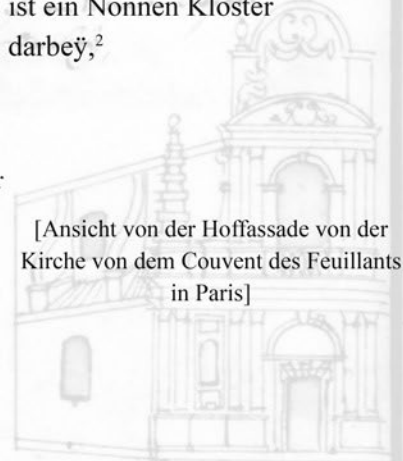 ist ein Nonnen Kloster
darbeÿ,²
[Ansicht von der Hoffassade von der
Kirche von dem Couvent des Feuillants
in Paris]